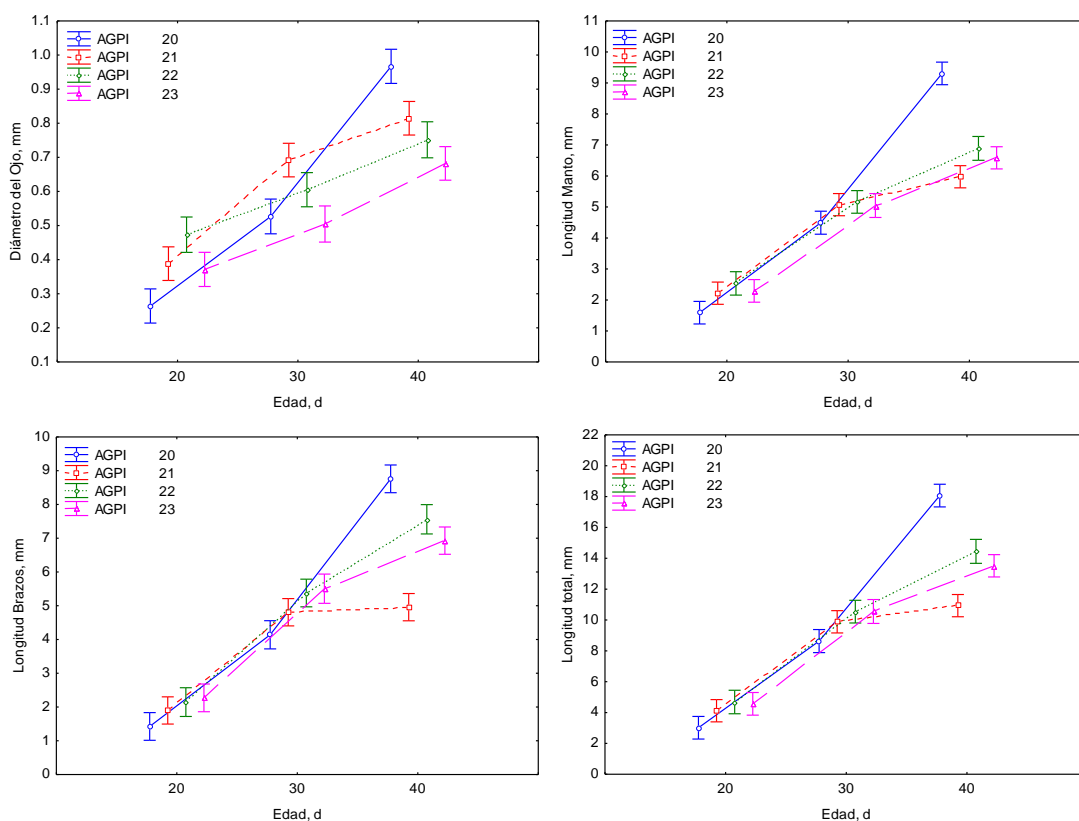 1.1
1.0
0.9
0.8
0.7
0.6
0.5
0.4
0.3
0.2
0.1
Diámetro del Ojo, mm
AGPI 20
AGPI 21
AGPI 22
AGPI 23
20 30 40
Edad, d
11
10
9
8
7
6
5
4
3
2
1
0
Longitud Manto, mm
AGPI 20
AGPI 21
AGPI 22
AGPI 23
20 30 40
Edad, d
10
9
8
7
6
5
4
3
2
1
0
Longitud Brazos, mm
AGPI 20
AGPI 21
AGPI 22
AGPI 23
20 30 40
Edad, d
22
20
18
16
14
12
10
8
6
4
2
0
Longitud total, mm
AGPI 20
AGPI 21
AGPI 22
AGPI 23
20 30 40
Edad, d